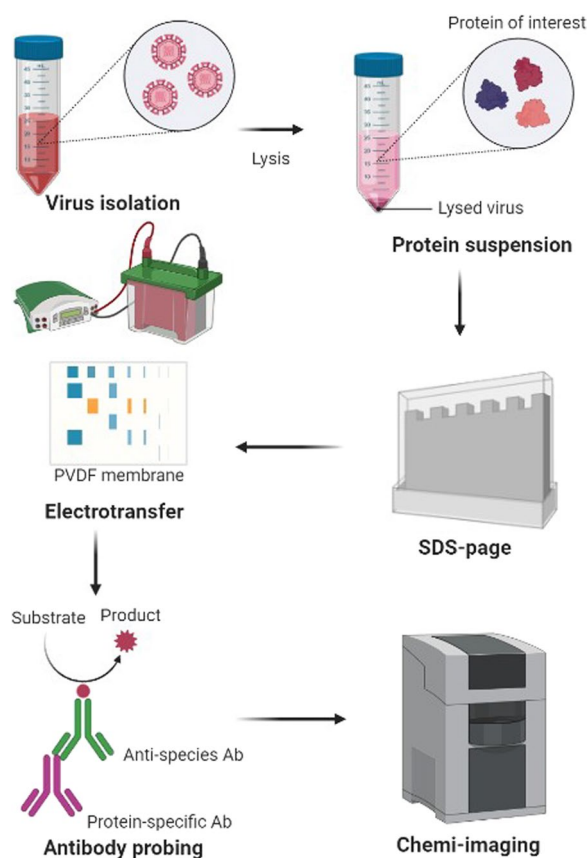 Protein of interest
Lysis
Virus isolation
Lysed virus
Protein suspension
PVDF membrane
Electrotransfer
SDS-page
Substrate
Product
Anti-species Ab
Protein-specific Ab
Antibody probing
Chemi-imaging